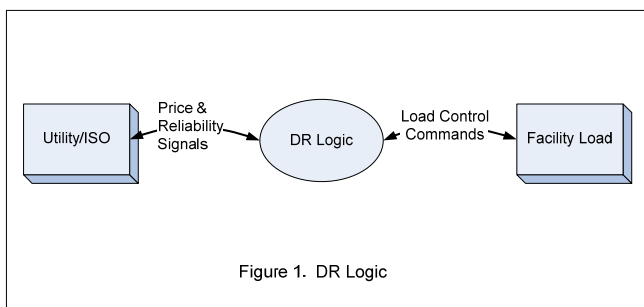 Utility/ISO
Price &
Reliability
Signals
DR Logic
Load Control
Commands
Facility Load
Figure 1. DR Logic